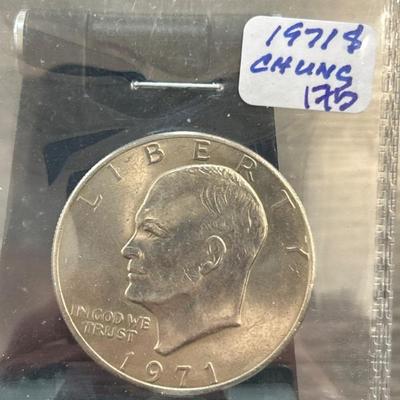 1971$
CHUNC
175
LIBERTY
IN GOD WE
TRUST
1971